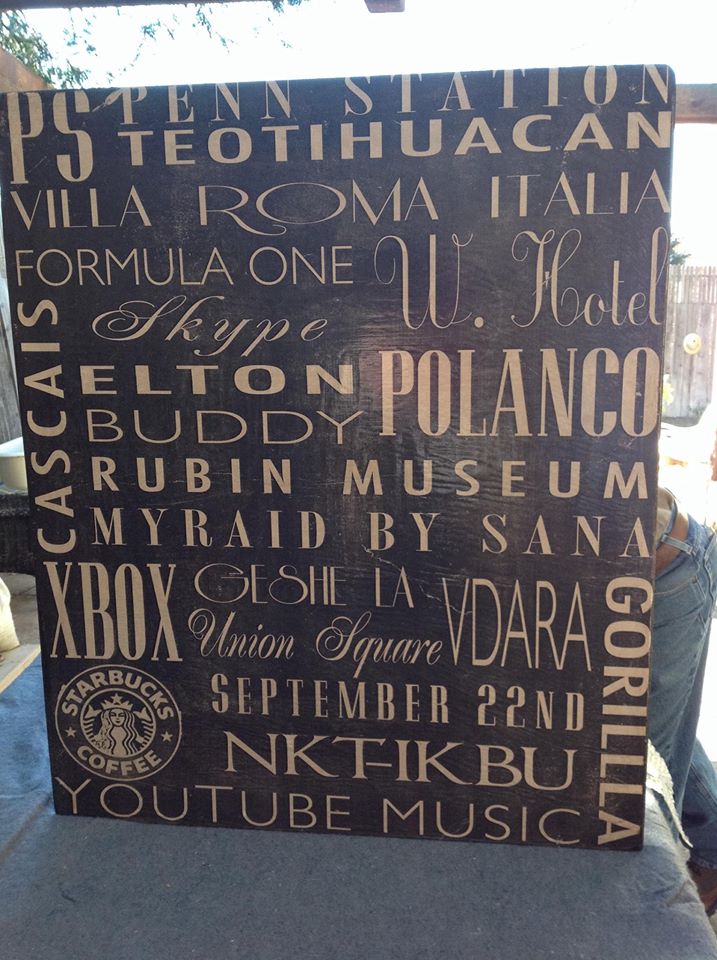 PS
PENN STATION
TEOTIHUACAN
VILLA ROMA ITALIA
FORMULA ONE
W. Hotel
CASCAIS
Skype
ELTON
POLANCO
BUDDY
RUBIN MUSEUM
MYRAID BY SANA
XBOX
GESHE LA
Union Square
VDARA
GORILLA
STARBUCKS
COFFEE
SEPTEMBER 22ND
NKT-IKBU
YOUTUBE MUSIC